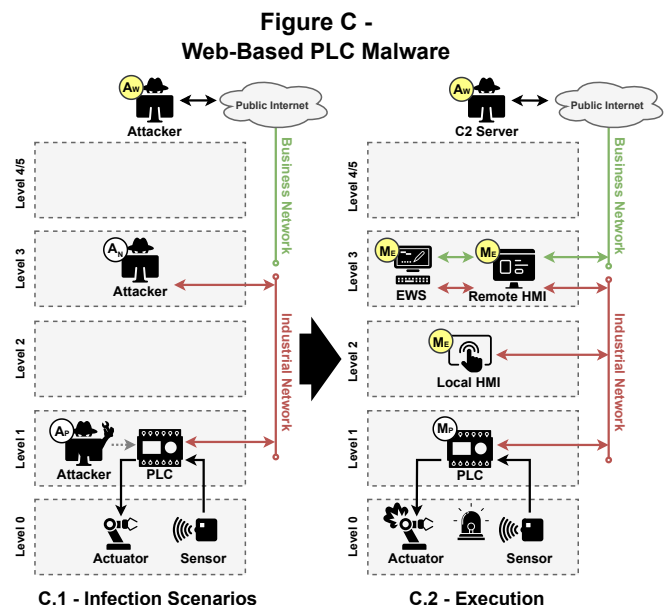 Figure C -
Web-Based PLC Malware
AW
Attacker
Public Internet
Level 4/5
Business Network
Level 3
AN
Attacker
Level 2
Industrial Network
Level 1
AP
Attacker
PLC
Level 0
Actuator
Sensor
C.1 - Infection Scenarios
AW
C2 Server
Public Internet
Level 4/5
Business Network
Level 3
ME
EWS
ME
Remote HMI
Level 2
ME
Local HMI
Industrial Network
Level 1
MP
PLC
Level 0
Actuator
Sensor
C.2 - Execution